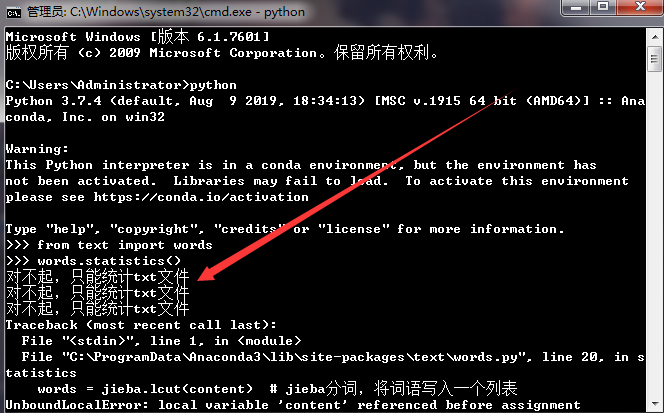 管理员: C:\Windows\system32\cmd.exe - python
Microsoft Windows [版本 6.1.7601]
版权所有 (c) 2009 Microsoft Corporation。保留所有权利。
C:\Users\Administrator>python
Python 3.7.4 (default, Aug  9 2019, 18:34:13) [MSC v.1915 64 bit (AMD64)] :: Ana
conda, Inc. on win32
Warning:
This Python interpreter is in a conda environment, but the environment has
not been activated.  Libraries may fail to load.  To activate this environment
please see https://conda.io/activation
Type "help", "copyright", "credits" or "license" for more information.
>>> from text import words
>>> words.statistics()
对不起，只能统计txt文件
对不起，只能统计txt文件
对不起，只能统计txt文件
Traceback (most recent call last):
  File "<stdin>", line 1, in <module>
  File "C:\ProgramData\Anaconda3\lib\site-packages\text\words.py", line 20, in s
tatistics
    words = jieba.lcut(content)  # jieba分词，将词语写入一个列表
UnboundLocalError: local variable 'content' referenced before assignment